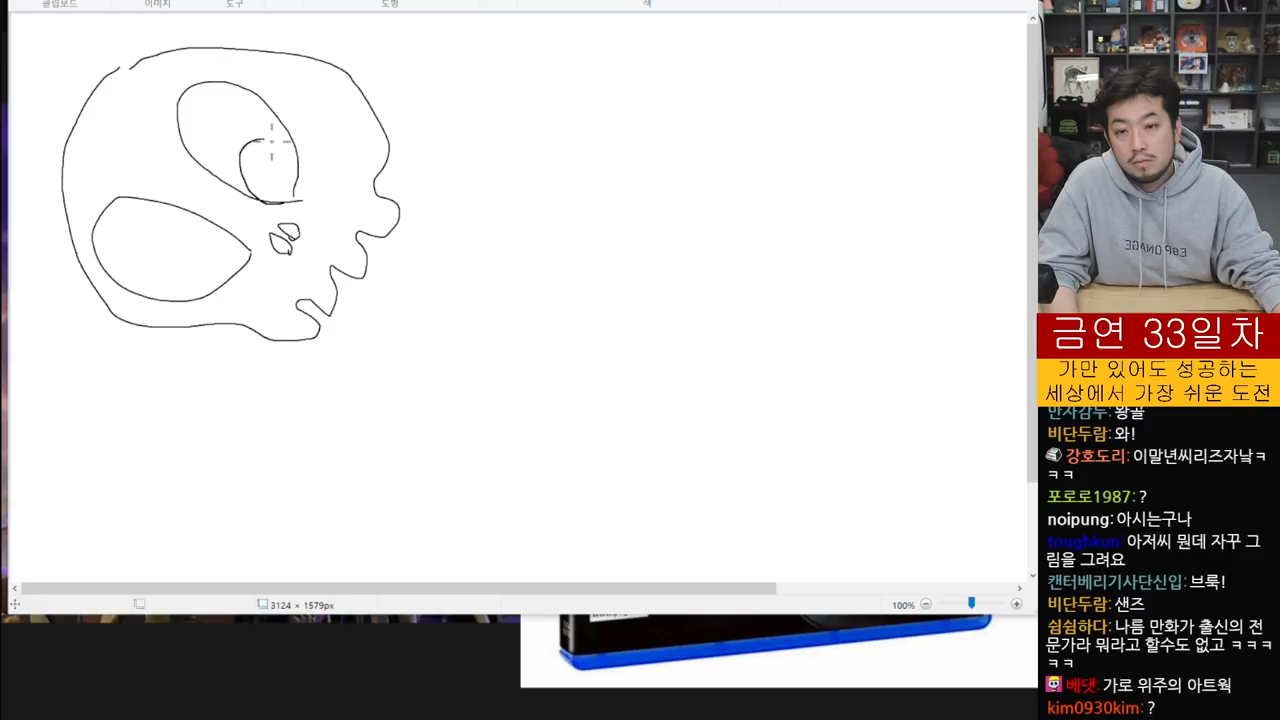 클립보드
이미지
도구
도형
색
ESPIONAGE
금연 33일차
가만 있어도 성공하는
세상에서 가장 쉬운 도전
만자감두: 왕골
비단두람: 와!
강호도리: 이말년씨리즈자낰ㅋ
ㅋㅋ
포로로1987: ?
noipung: 아시는구나
toughkun: 아저씨 뭔데 자꾸 그
림을 그려요
캔터베리기사단신입: 브룩!
비단두람: 샌즈
쉼쉼하다: 나름 만화가 출신의 전
문가라 뭐라고 할수도 없고 ㅋㅋㅋ
ㅋㅋ
베댓: 가로 위주의 아트웍
kim0930kim: ?
3124 × 1579px
100%